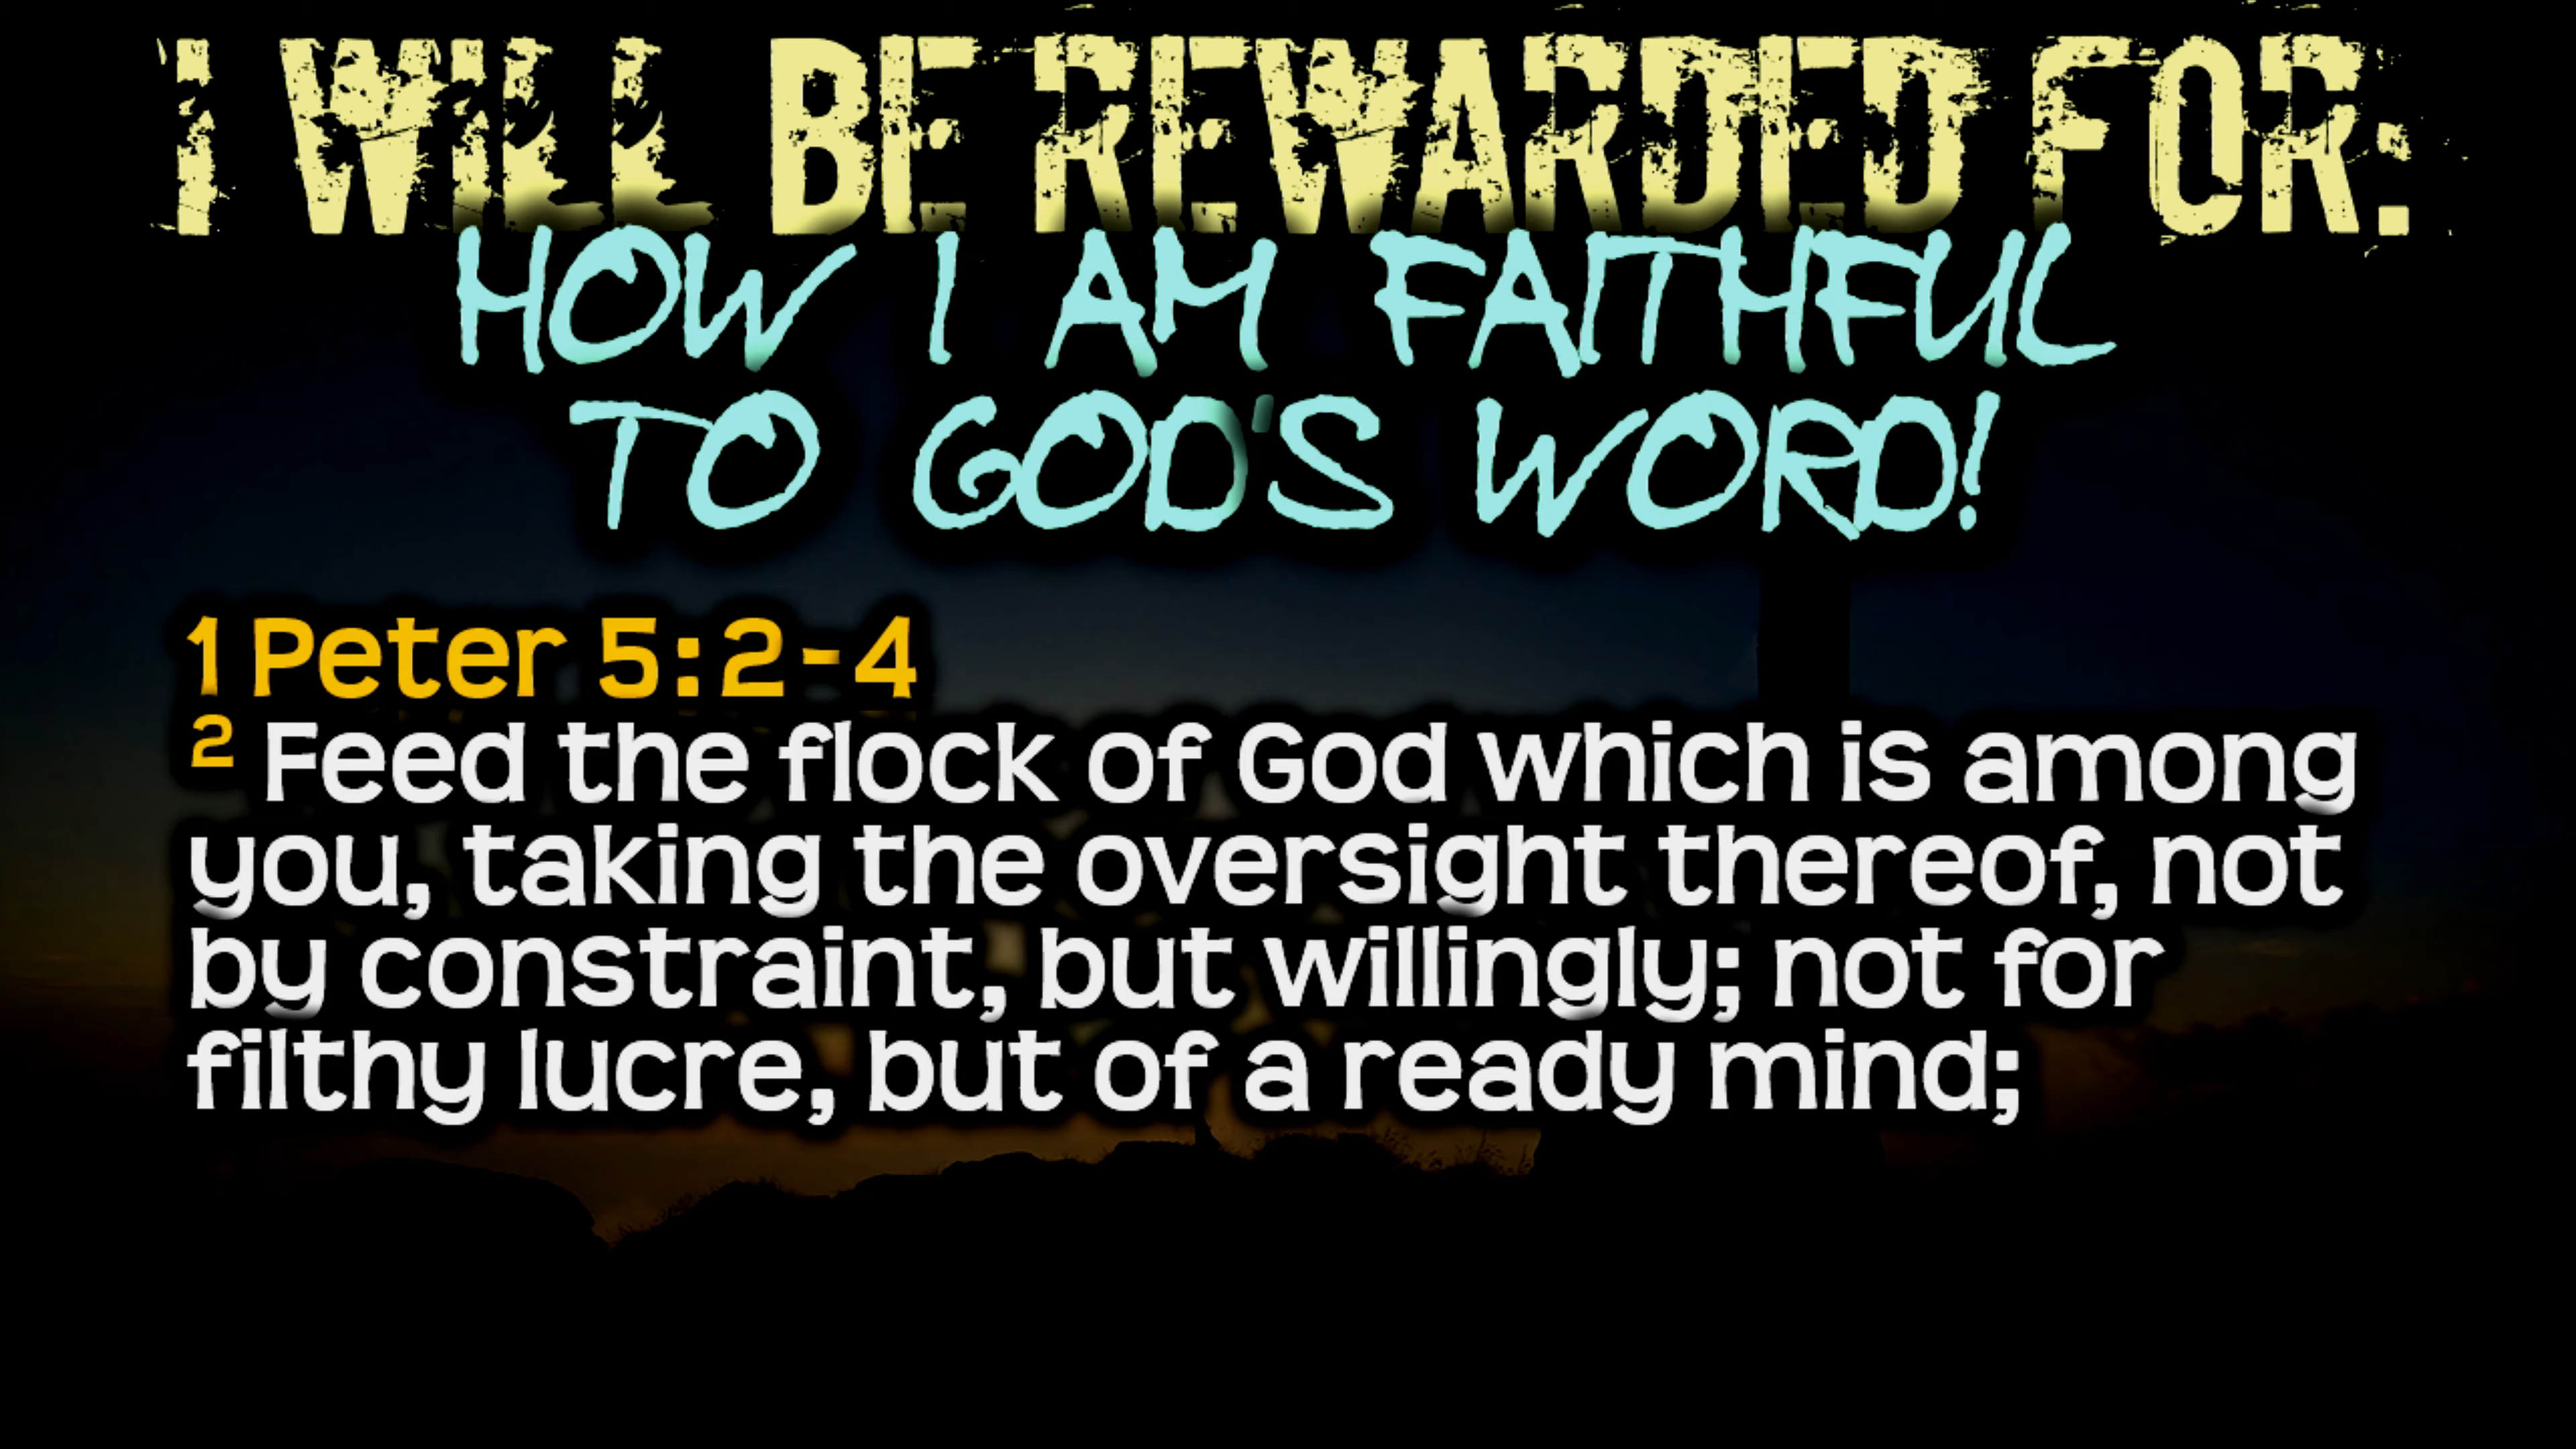 I WILL BE REWARDED FOR:
HOW I AM FAITHFUL
TO GOD'S WORD!
1 Peter 5:2-4
2 Feed the flock of God which is among
you, taking the oversight thereof, not
by constraint, but willingly; not for
filthy lucre, but of a ready mind;